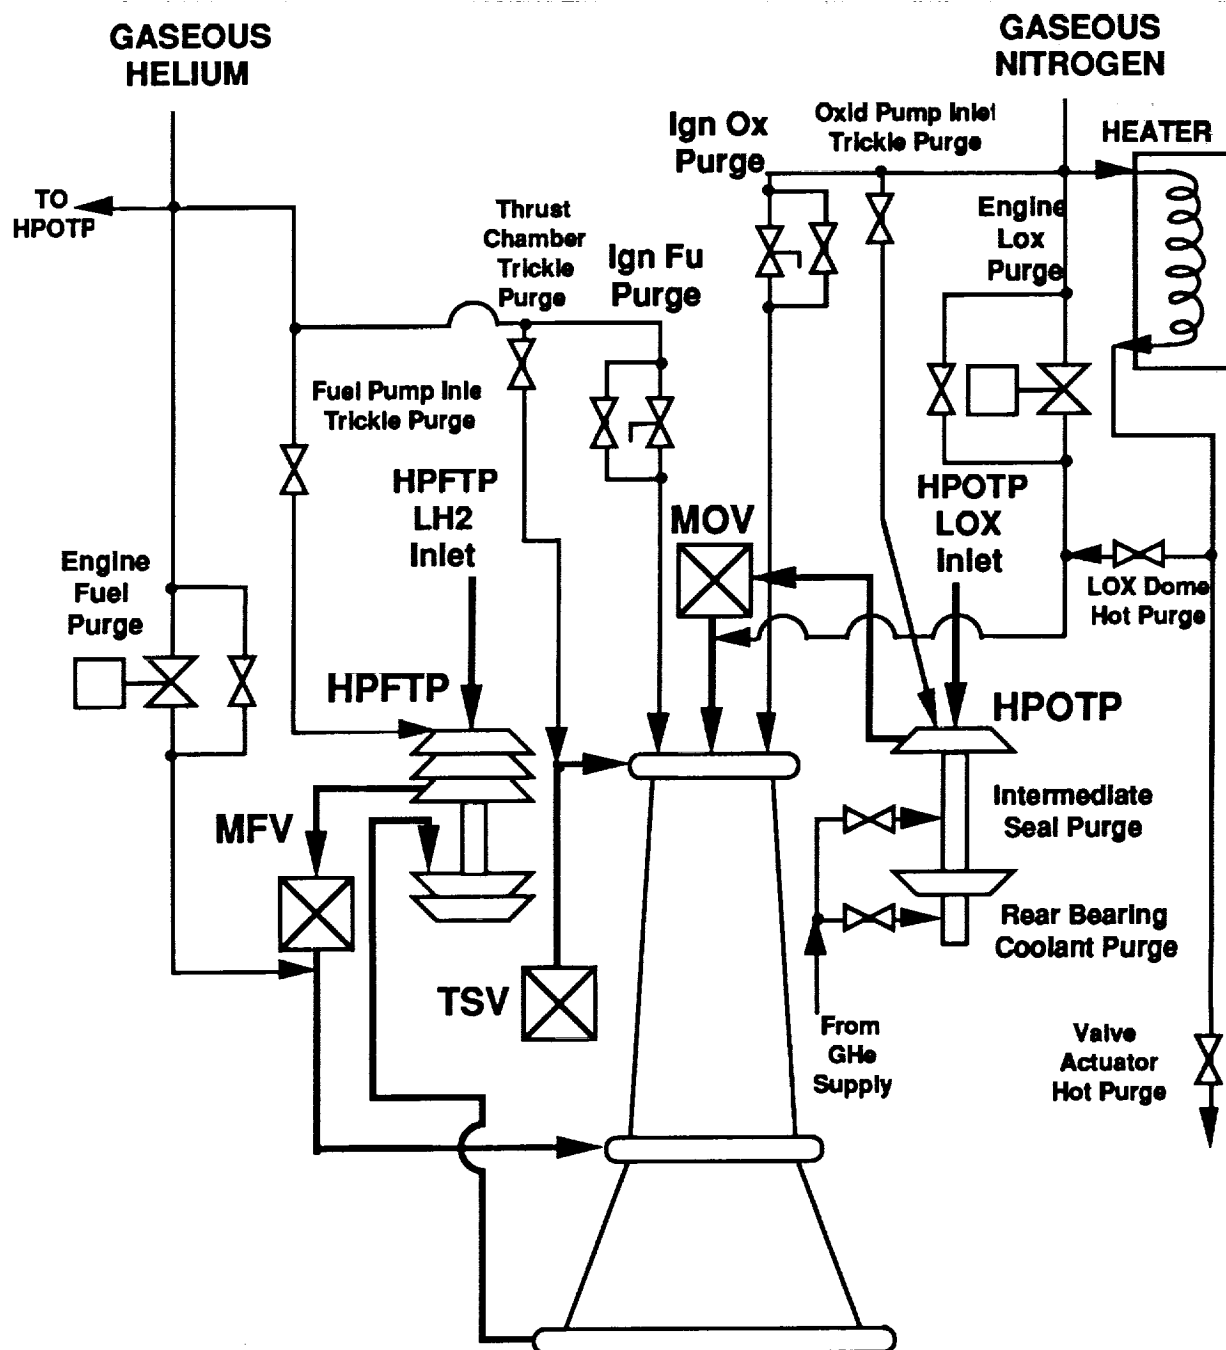 GASEOUS
HELIUM
GASEOUS
NITROGEN
Ign Ox
Purge
Oxid Pump Inlet
Trickle Purge
HEATER
TO
HPOTP
Thrust
Chamber
Trickle
Purge
Ign Fu
Purge
Engine
Lox
Purge
Fuel Pump Inle
Trickle Purge
HPFTP
LH2
Inlet
MOV
HPOTP
LOX
Inlet
Engine
Fuel
Purge
LOX Dome
Hot Purge
HPFTP
HPOTP
MFV
Intermediate
Seal Purge
Rear Bearing
Coolant Purge
TSV
From
GHe
Supply
Valve
Actuator
Hot Purge